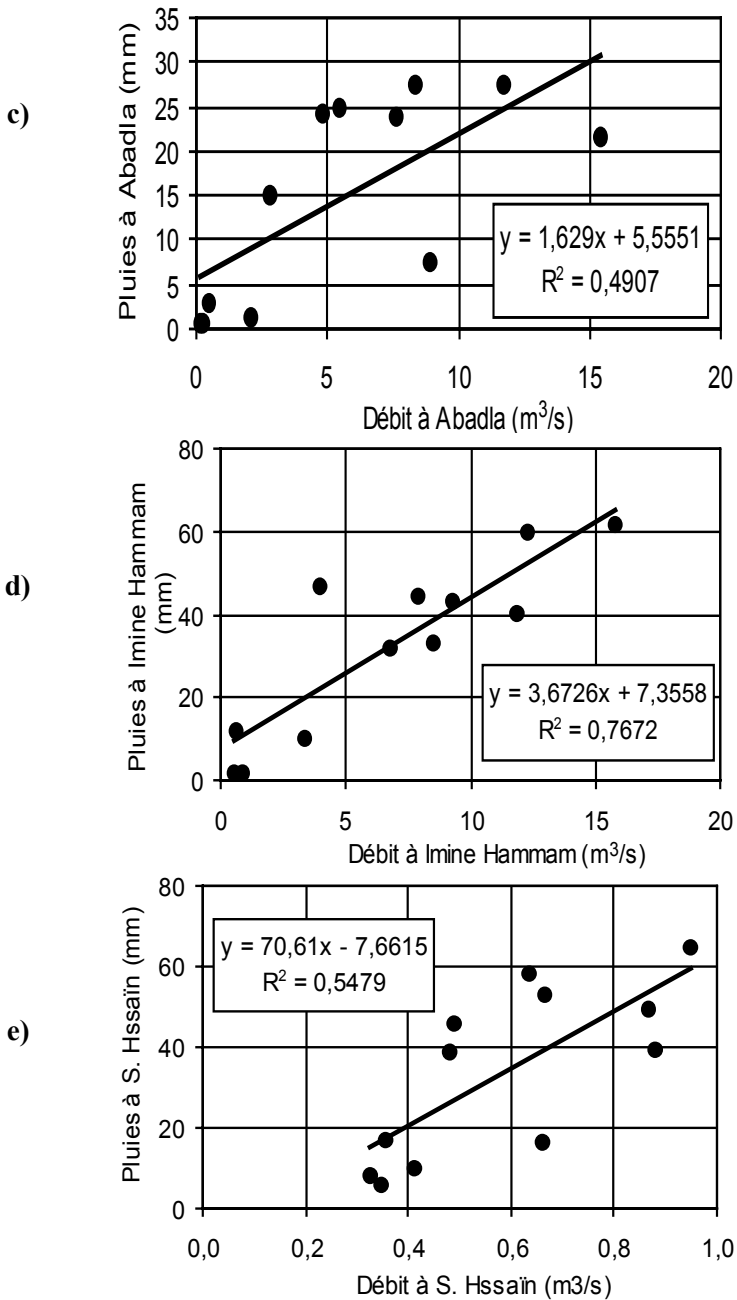 c)
Pluies à Abadla (mm)
35
30
25
20
15
10
5
0
y = 1,629x + 5,5551
R² = 0,4907
0 5 10 15 20
Débit à Abadla (m³/s)
d)
Pluies à Imine Hammam
(mm)
80
60
40
20
0
y = 3,6726x + 7,3558
R² = 0,7672
0 5 10 15 20
Débit à Imine Hammam (m³/s)
e)
Pluies à S. Hssaïn (mm)
80
60
40
20
0
y = 70,61x - 7,6615
R² = 0,5479
0,0 0,2 0,4 0,6 0,8 1,0
Débit à S. Hssaïn (m3/s)